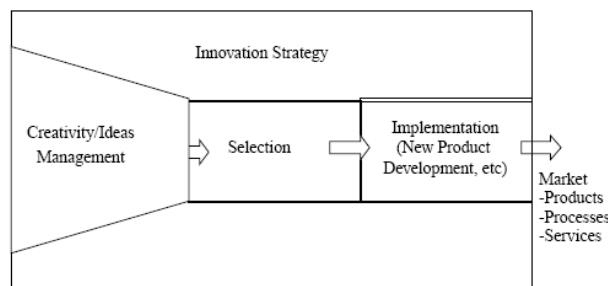 Innovation Strategy
Creativity/Ideas
Management
Selection
Implementation
(New Product
Development, etc)
Market
-Products
-Processes
-Services